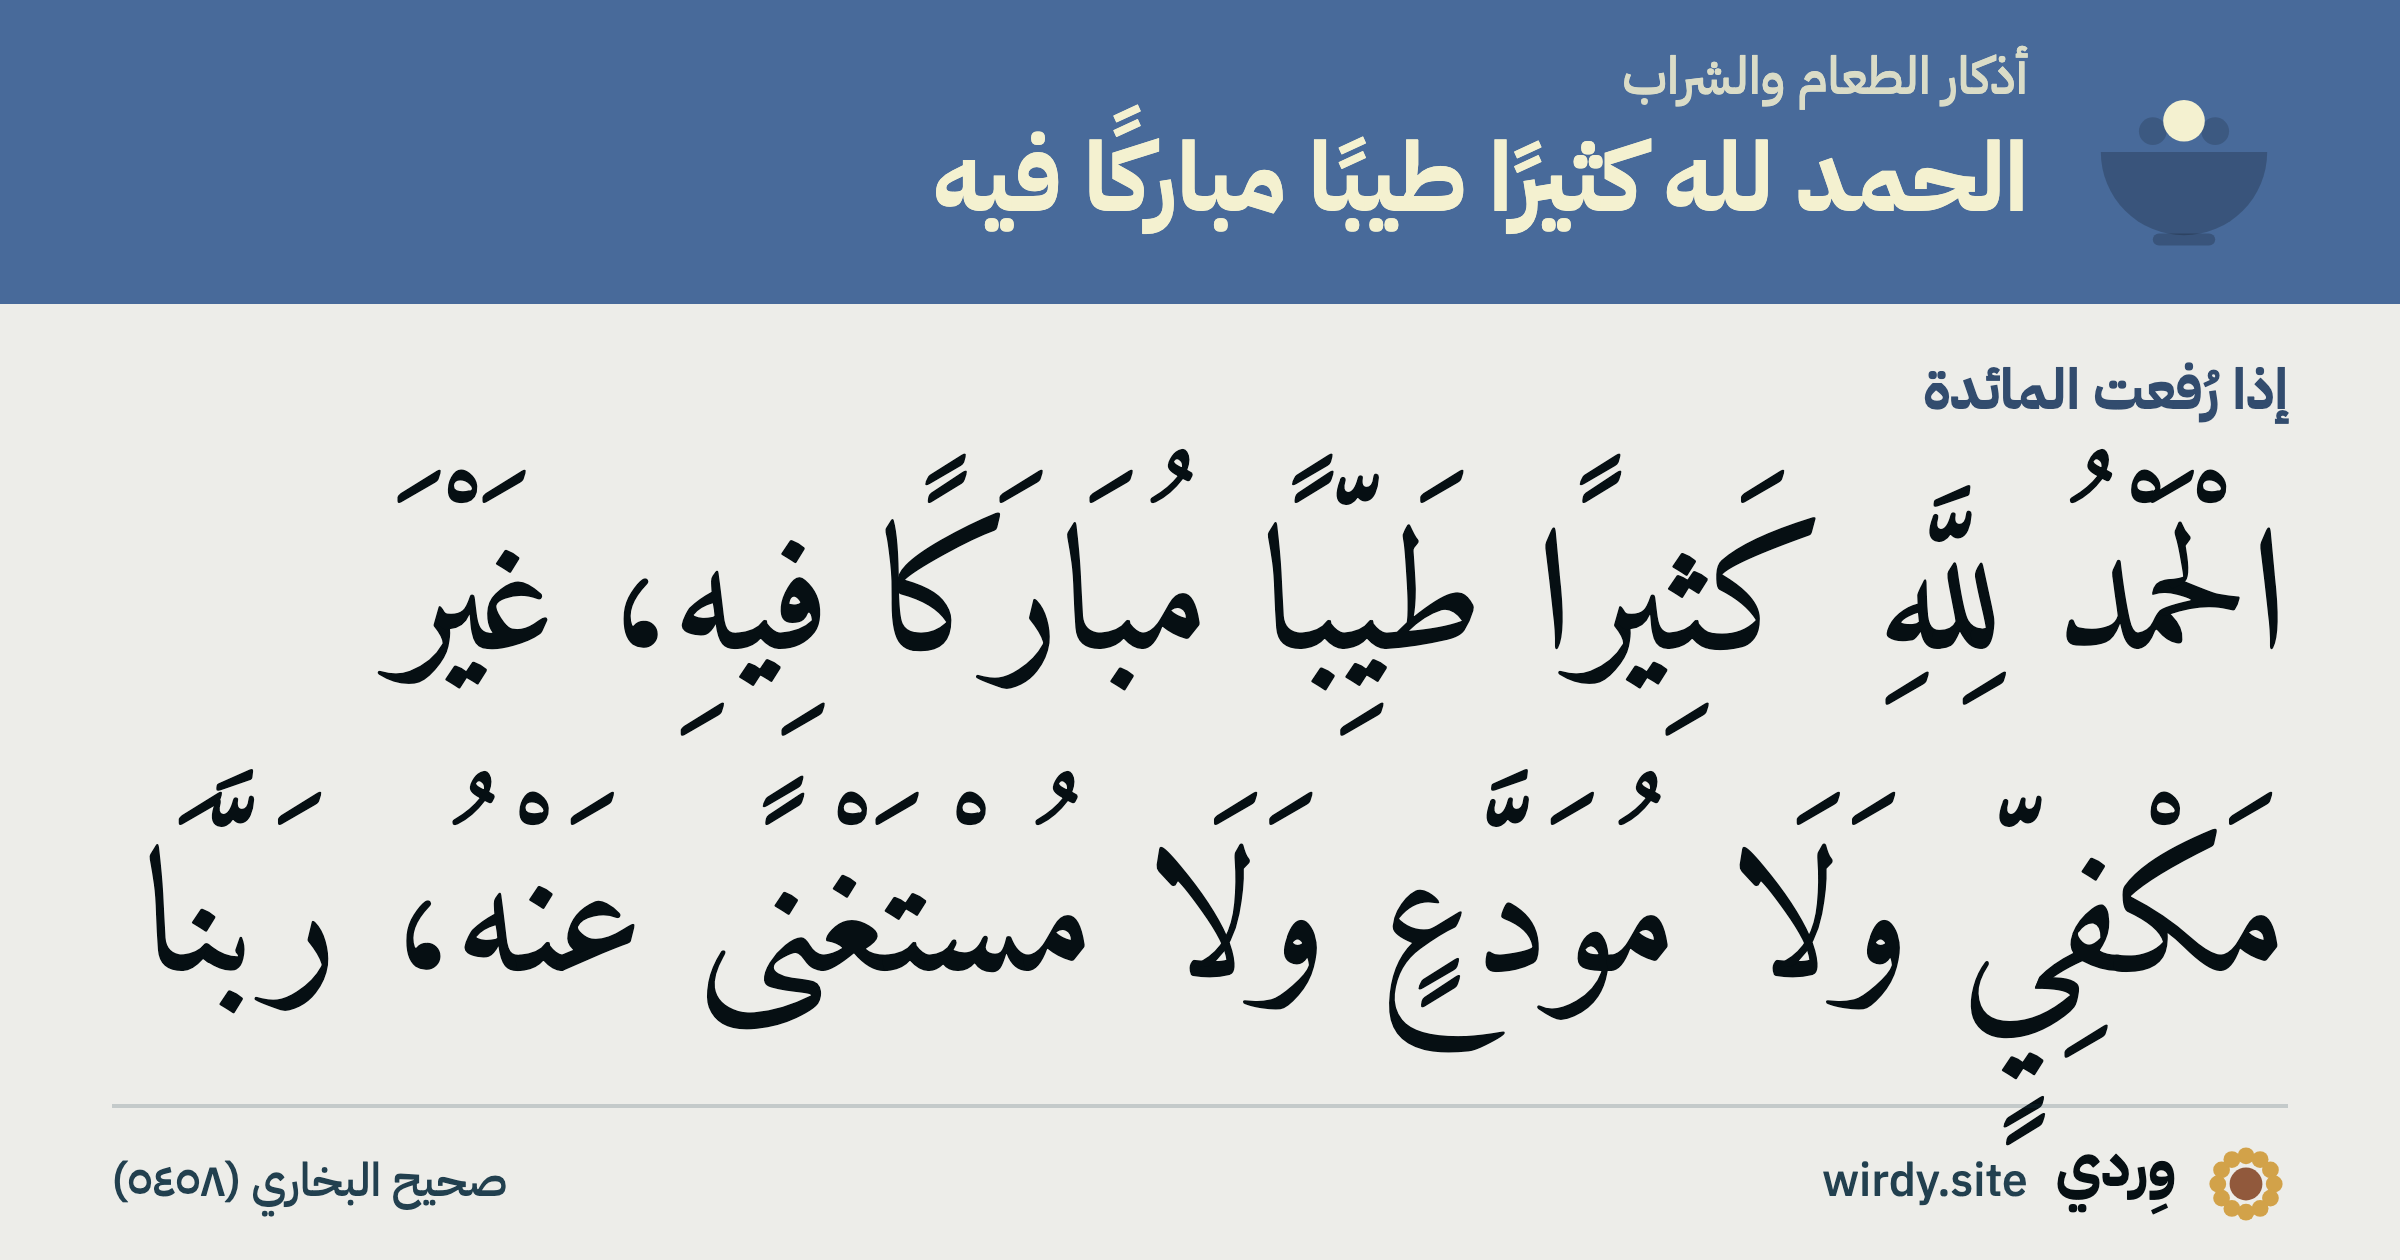 أذكار الطعام والشراب
الحمد لله كثيرًا طيبًا مباركًا فيه
إذا رُفعت المائدة
الْحَمْدُ لِلَّهِ كَثِيرًا طَيِّبًا مُبَارَكًا فِيهِ، غَيْرَ
مَكْفِيٍّ وَلَا مُوَدَّعٍ وَلَا مُسْتَغْنًى عَنْهُ، رَبَّنَا
وِردي wirdy.site
صحيح البخاري (٥٤٥٨)